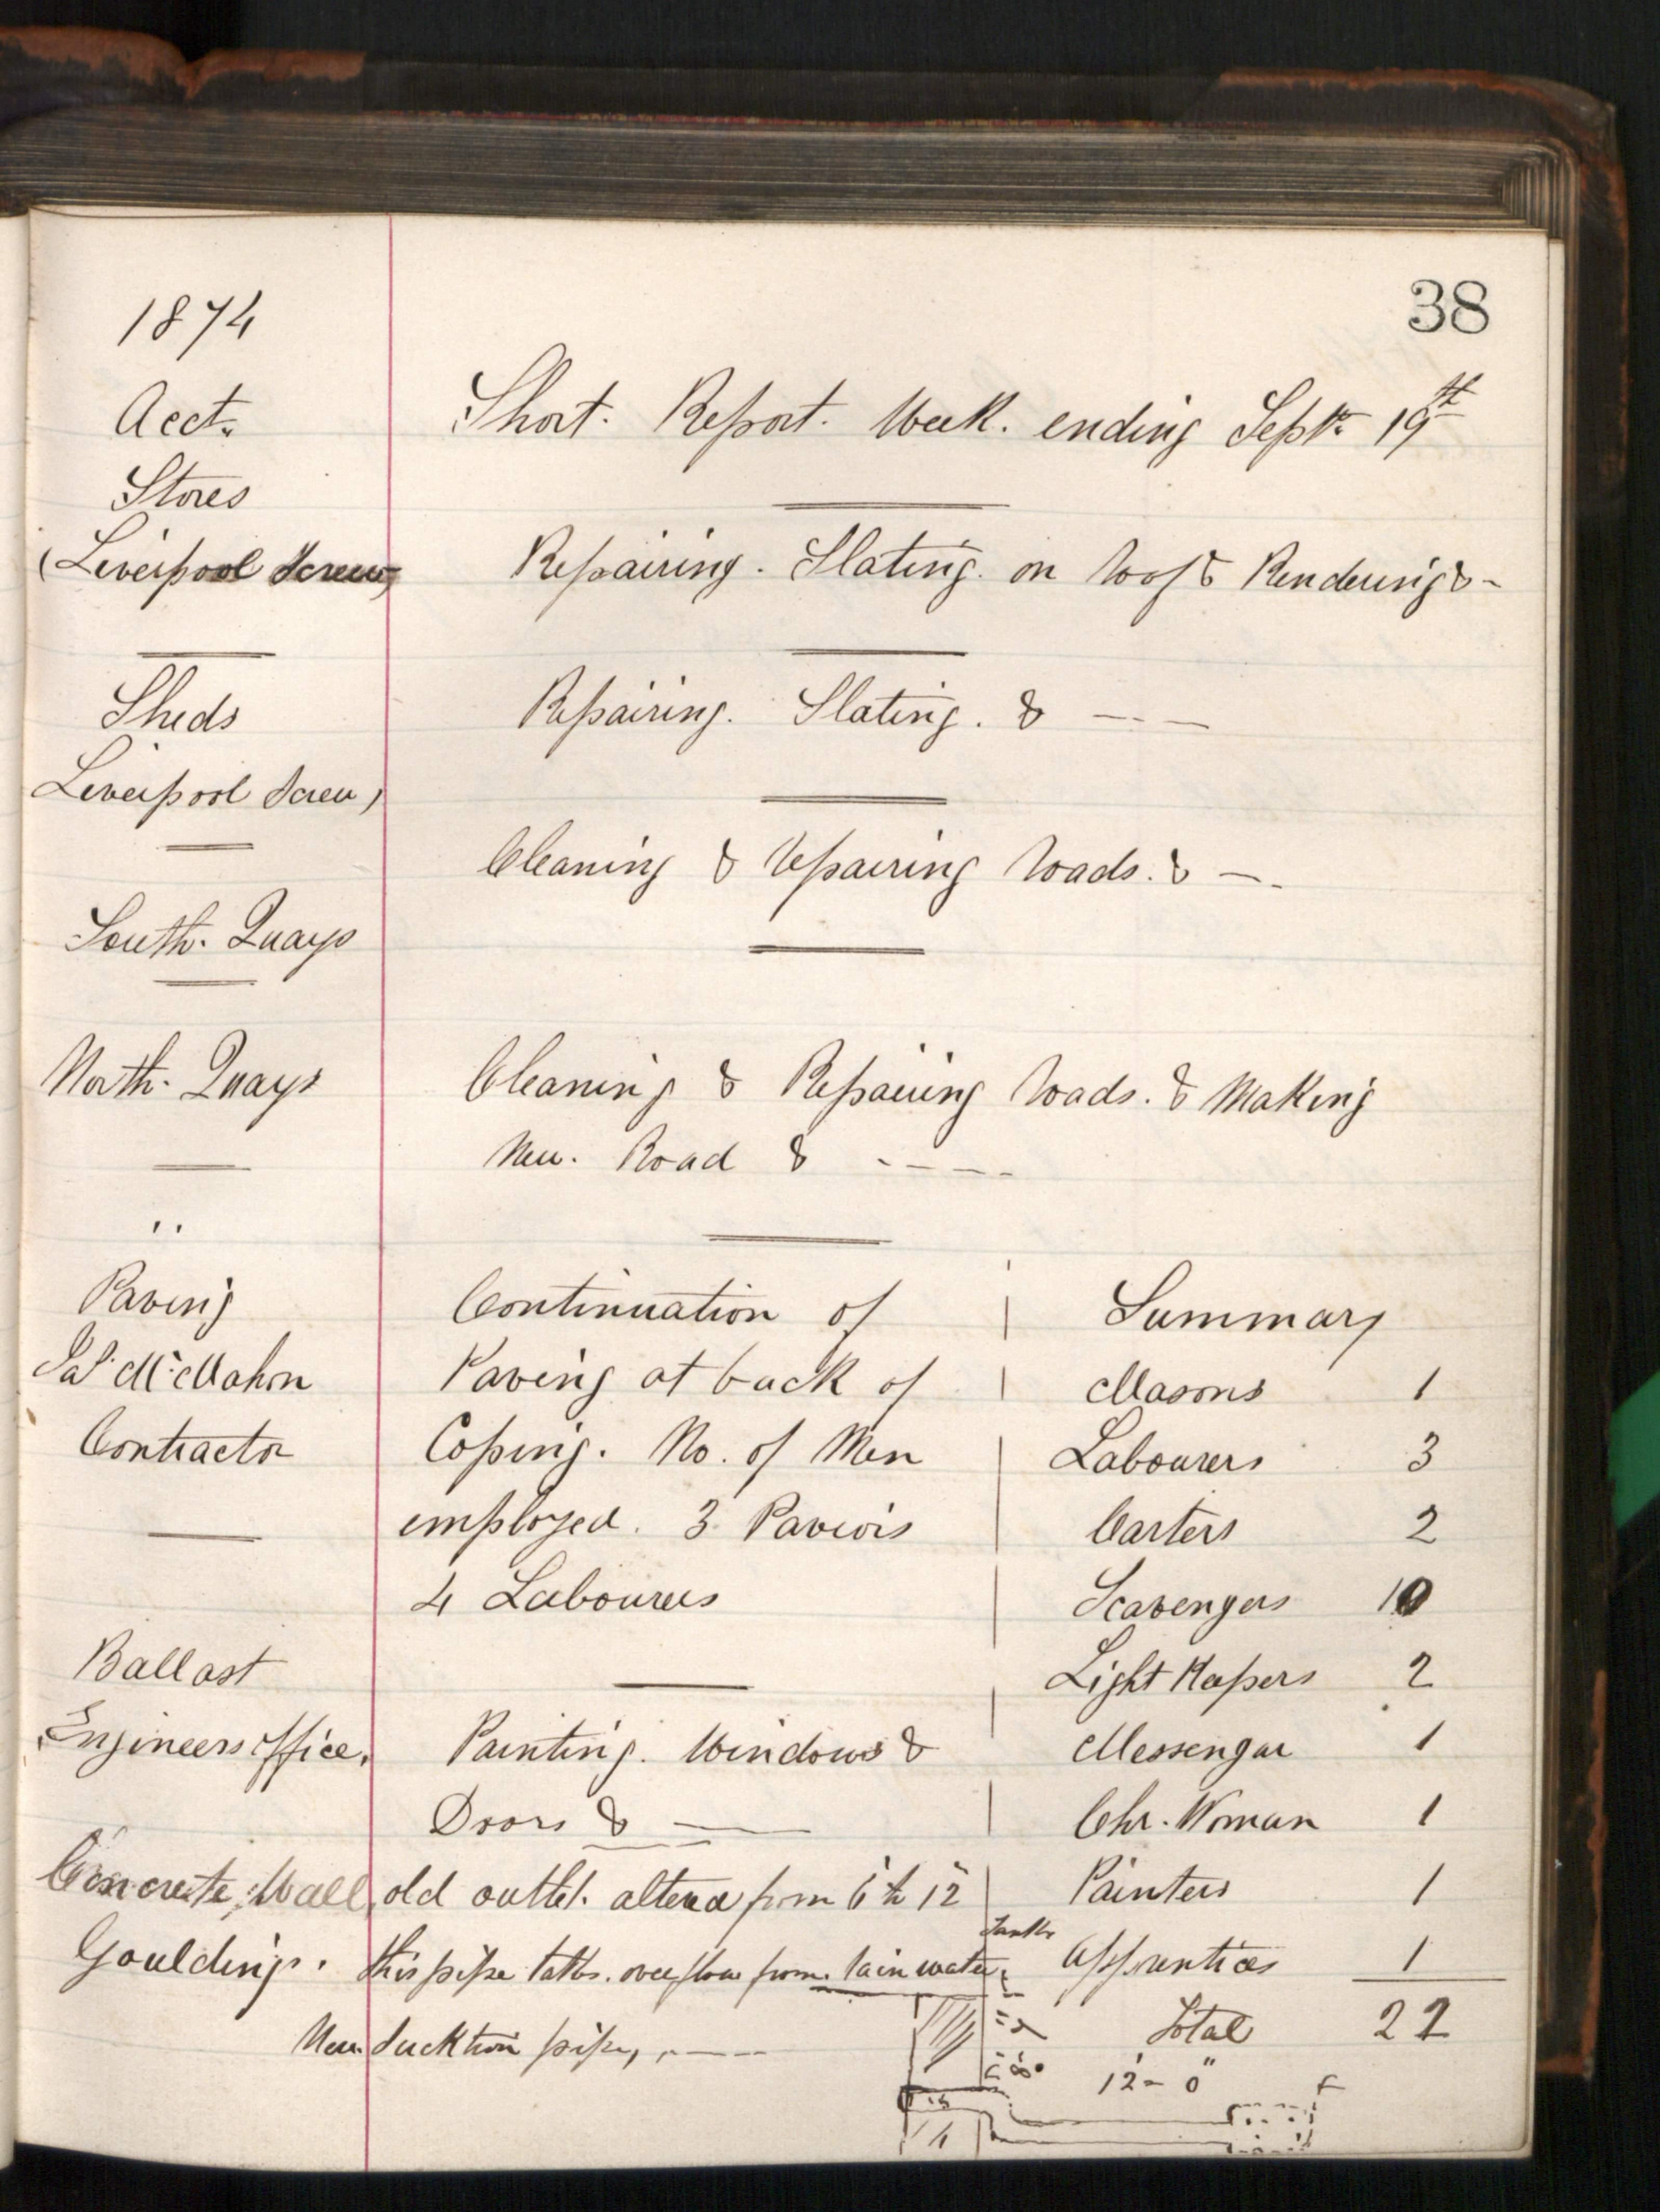 38
1874
Acct.
Short. Report. Week. ending Sept. 19th
Stores
(Liverpool Screw)
Repairing. Slating. on roof & Rendering & -
Sheds
Liverpool Screw)
Repairing. Slating. & - -
South. Quays
Cleaning & repairing roads. & -
North. Quays
Cleaning & Repairing roads. & Making
New. Road & - - - -
" 
Paving
Pat McMahon
Contractor
Continuation of
Paving at back of
Coping. No. of Men
employed. 3 Paviors
4 Labourers
Summary
Masons 1
Labourers 3
Carters 2
Scavengers 10
Light Keepers 2
Messenger 1
Chr. Woman 1
Painters 1
Apprentices 1
Total 22
Ballast
Engineers office,
Painting. Windows &
Doors &
Concrete, Wall
Gouldings.
old outlet. altered from 6 to 12
this pipe takes. overflow from rain water
Tanks
New Sucktion pipe,
12 - 0"